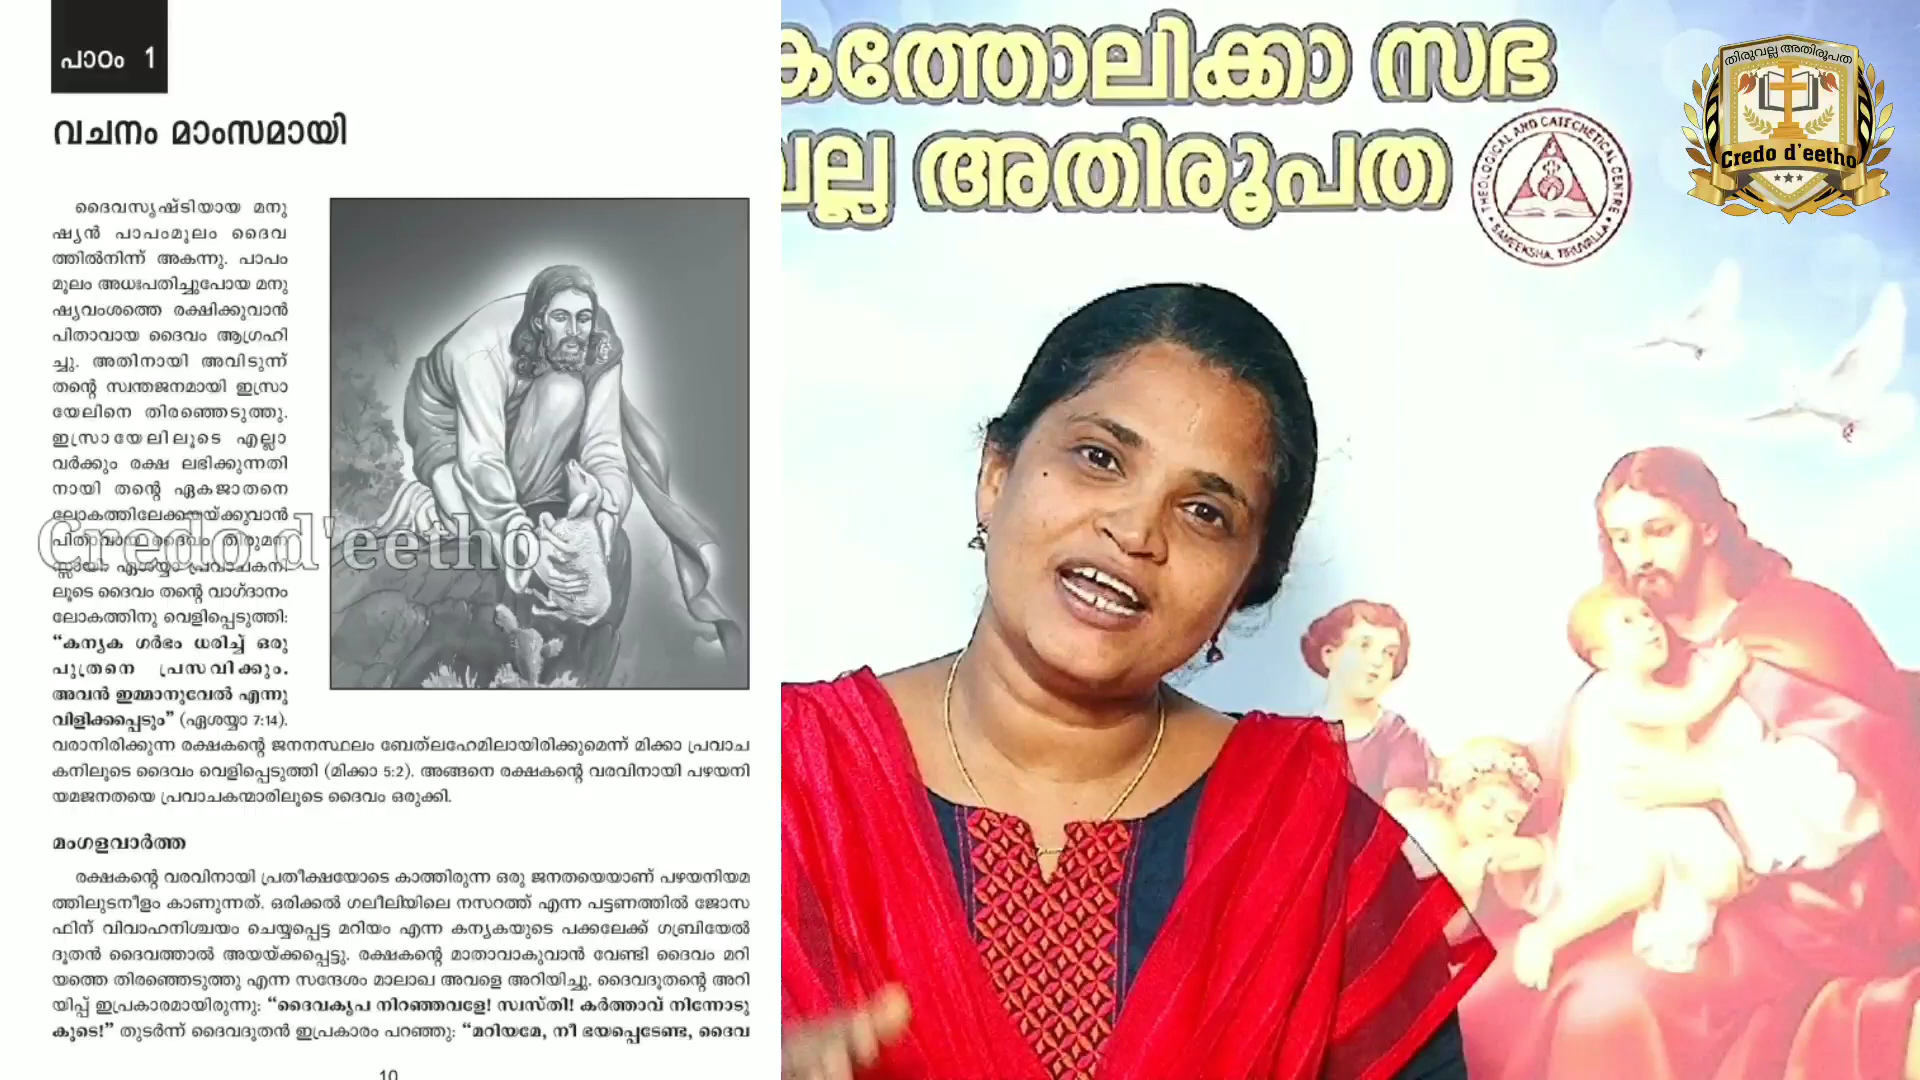 പാഠം 1
വചനം മാംസമായി
ദൈവസൃഷ്ടിയായ മനു
ഷ്യൻ പാപംമൂലം ദൈവ
ത്തിൽനിന്ന് അകന്നു. പാപം
മൂലം അധഃപതിച്ചുപോയ മനു
ഷ്യവംശത്തെ രക്ഷിക്കുവാൻ
പിതാവായ ദൈവം ആഗ്രഹി
ച്ചു. അതിനായി അവിടുന്ന്
തന്റെ സ്വന്തജനമായി ഇസ്രാ
യേലിനെ തിരഞ്ഞെടുത്തു.
ഇസ്രായേലിലൂടെ എല്ലാ
വർക്കും രക്ഷ ലഭിക്കുന്നതി
നായി തന്റെ ഏകജാതനെ
ലോകത്തിലേക്കയയ്ക്കുവാൻ
പിതാവായ ദൈവം തിരുമന
സ്സായി. ഏശയ്യാ പ്രവാചകനി
ലൂടെ ദൈവം തന്റെ വാഗ്ദാനം
ലോകത്തിനു വെളിപ്പെടുത്തി:
“കന്യക ഗർഭം ധരിച്ച് ഒരു
പുത്രനെ പ്രസവിക്കും.
അവൻ ഇമ്മാനുവേൽ എന്നു
വിളിക്കപ്പെടും” (ഏശയ്യാ 7:14).
വരാനിരിക്കുന്ന രക്ഷകന്റെ ജനനസ്ഥലം ബേത്‌ലഹേമിലായിരിക്കുമെന്ന് മിക്കാ പ്രവാച
കനിലൂടെ ദൈവം വെളിപ്പെടുത്തി (മിക്കാ 5:2). അങ്ങനെ രക്ഷകന്റെ വരവിനായി പഴയനി
യമജനതയെ പ്രവാചകന്മാരിലൂടെ ദൈവം ഒരുക്കി.
മംഗളവാർത്ത
രക്ഷകന്റെ വരവിനായി പ്രതീക്ഷയോടെ കാത്തിരുന്ന ഒരു ജനതയെയാണ് പഴയനിയമ
ത്തിലുടനീളം കാണുന്നത്. ഒരിക്കൽ ഗലീലിയിലെ നസറത്ത് എന്ന പട്ടണത്തിൽ ജോസ
ഫിന് വിവാഹനിശ്ചയം ചെയ്യപ്പെട്ട മറിയം എന്ന കന്യകയുടെ പക്കലേക്ക് ഗബ്രിയേൽ
ദൂതൻ ദൈവത്താൽ അയയ്ക്കപ്പെട്ടു. രക്ഷകന്റെ മാതാവാകുവാൻ വേണ്ടി ദൈവം മറി
യത്തെ തിരഞ്ഞെടുത്തു എന്ന സന്ദേശം മാലാഖ അവളെ അറിയിച്ചു. ദൈവദൂതന്റെ അറി
യിപ്പ് ഇപ്രകാരമായിരുന്നു: “ദൈവകൃപ നിറഞ്ഞവളേ! സ്വസ്തി! കർത്താവ് നിന്നോടു
കൂടെ!” തുടർന്ന് ദൈവദൂതൻ ഇപ്രകാരം പറഞ്ഞു: “മറിയമേ, നീ ഭയപ്പെടേണ്ട, ദൈവ
10
Credo d'eetho
കത്തോലിക്കാ സഭ
വല്ല അതിരൂപത
THEOLOGICAL AND CATECHETICAL CENTRE
SAMEEKSHA, TIRUVALLA
തിരുവല്ല അതിരൂപത
Credo d'eetho